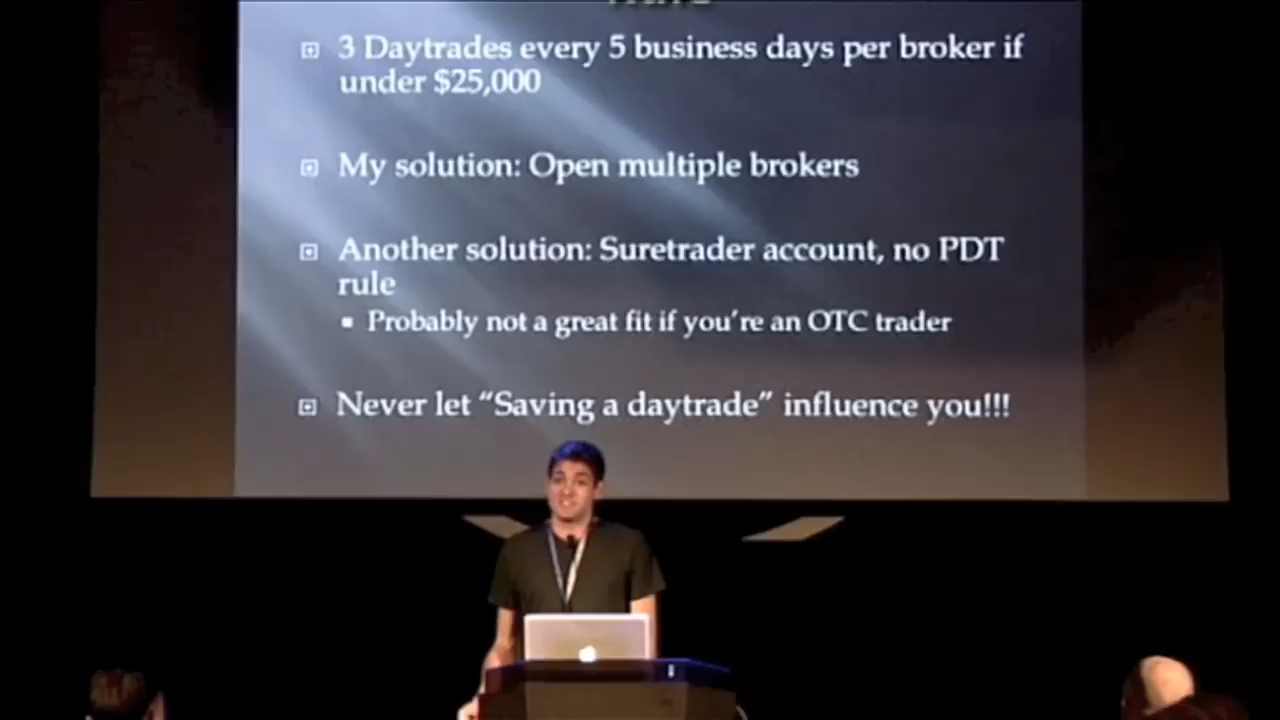 3 Daytrades every 5 business days per broker if
under $25,000
My solution: Open multiple brokers
Another solution: Suretrader account, no PDT
rule
Probably not a great fit if you're an OTC trader
Never let “Saving a daytrade” influence you!!!